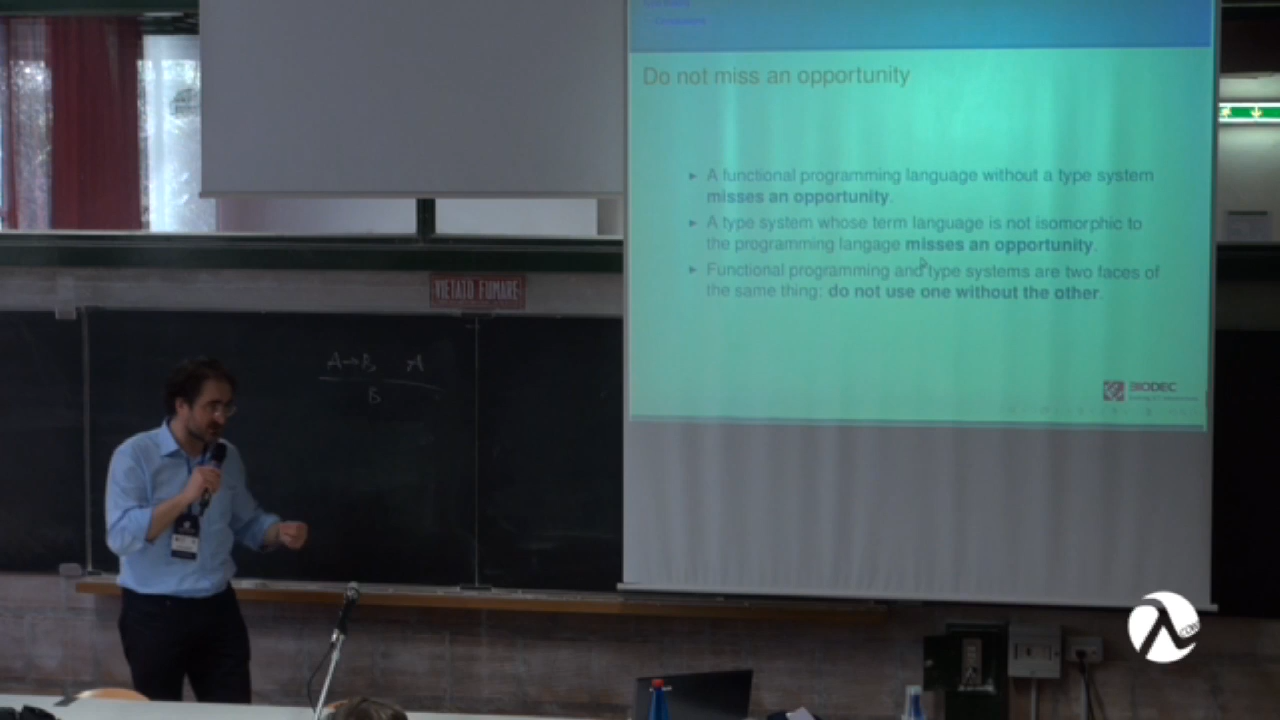 Do not miss an opportunity
▸ A functional programming language without a type system
misses an opportunity.
▸ A type system whose term language is not isomorphic to
the programming langage misses an opportunity.
▸ Functional programming and type systems are two faces of
the same thing: do not use one without the other.
BIODEC
VIETATO FUMARE
A→B A
B
λ
CON